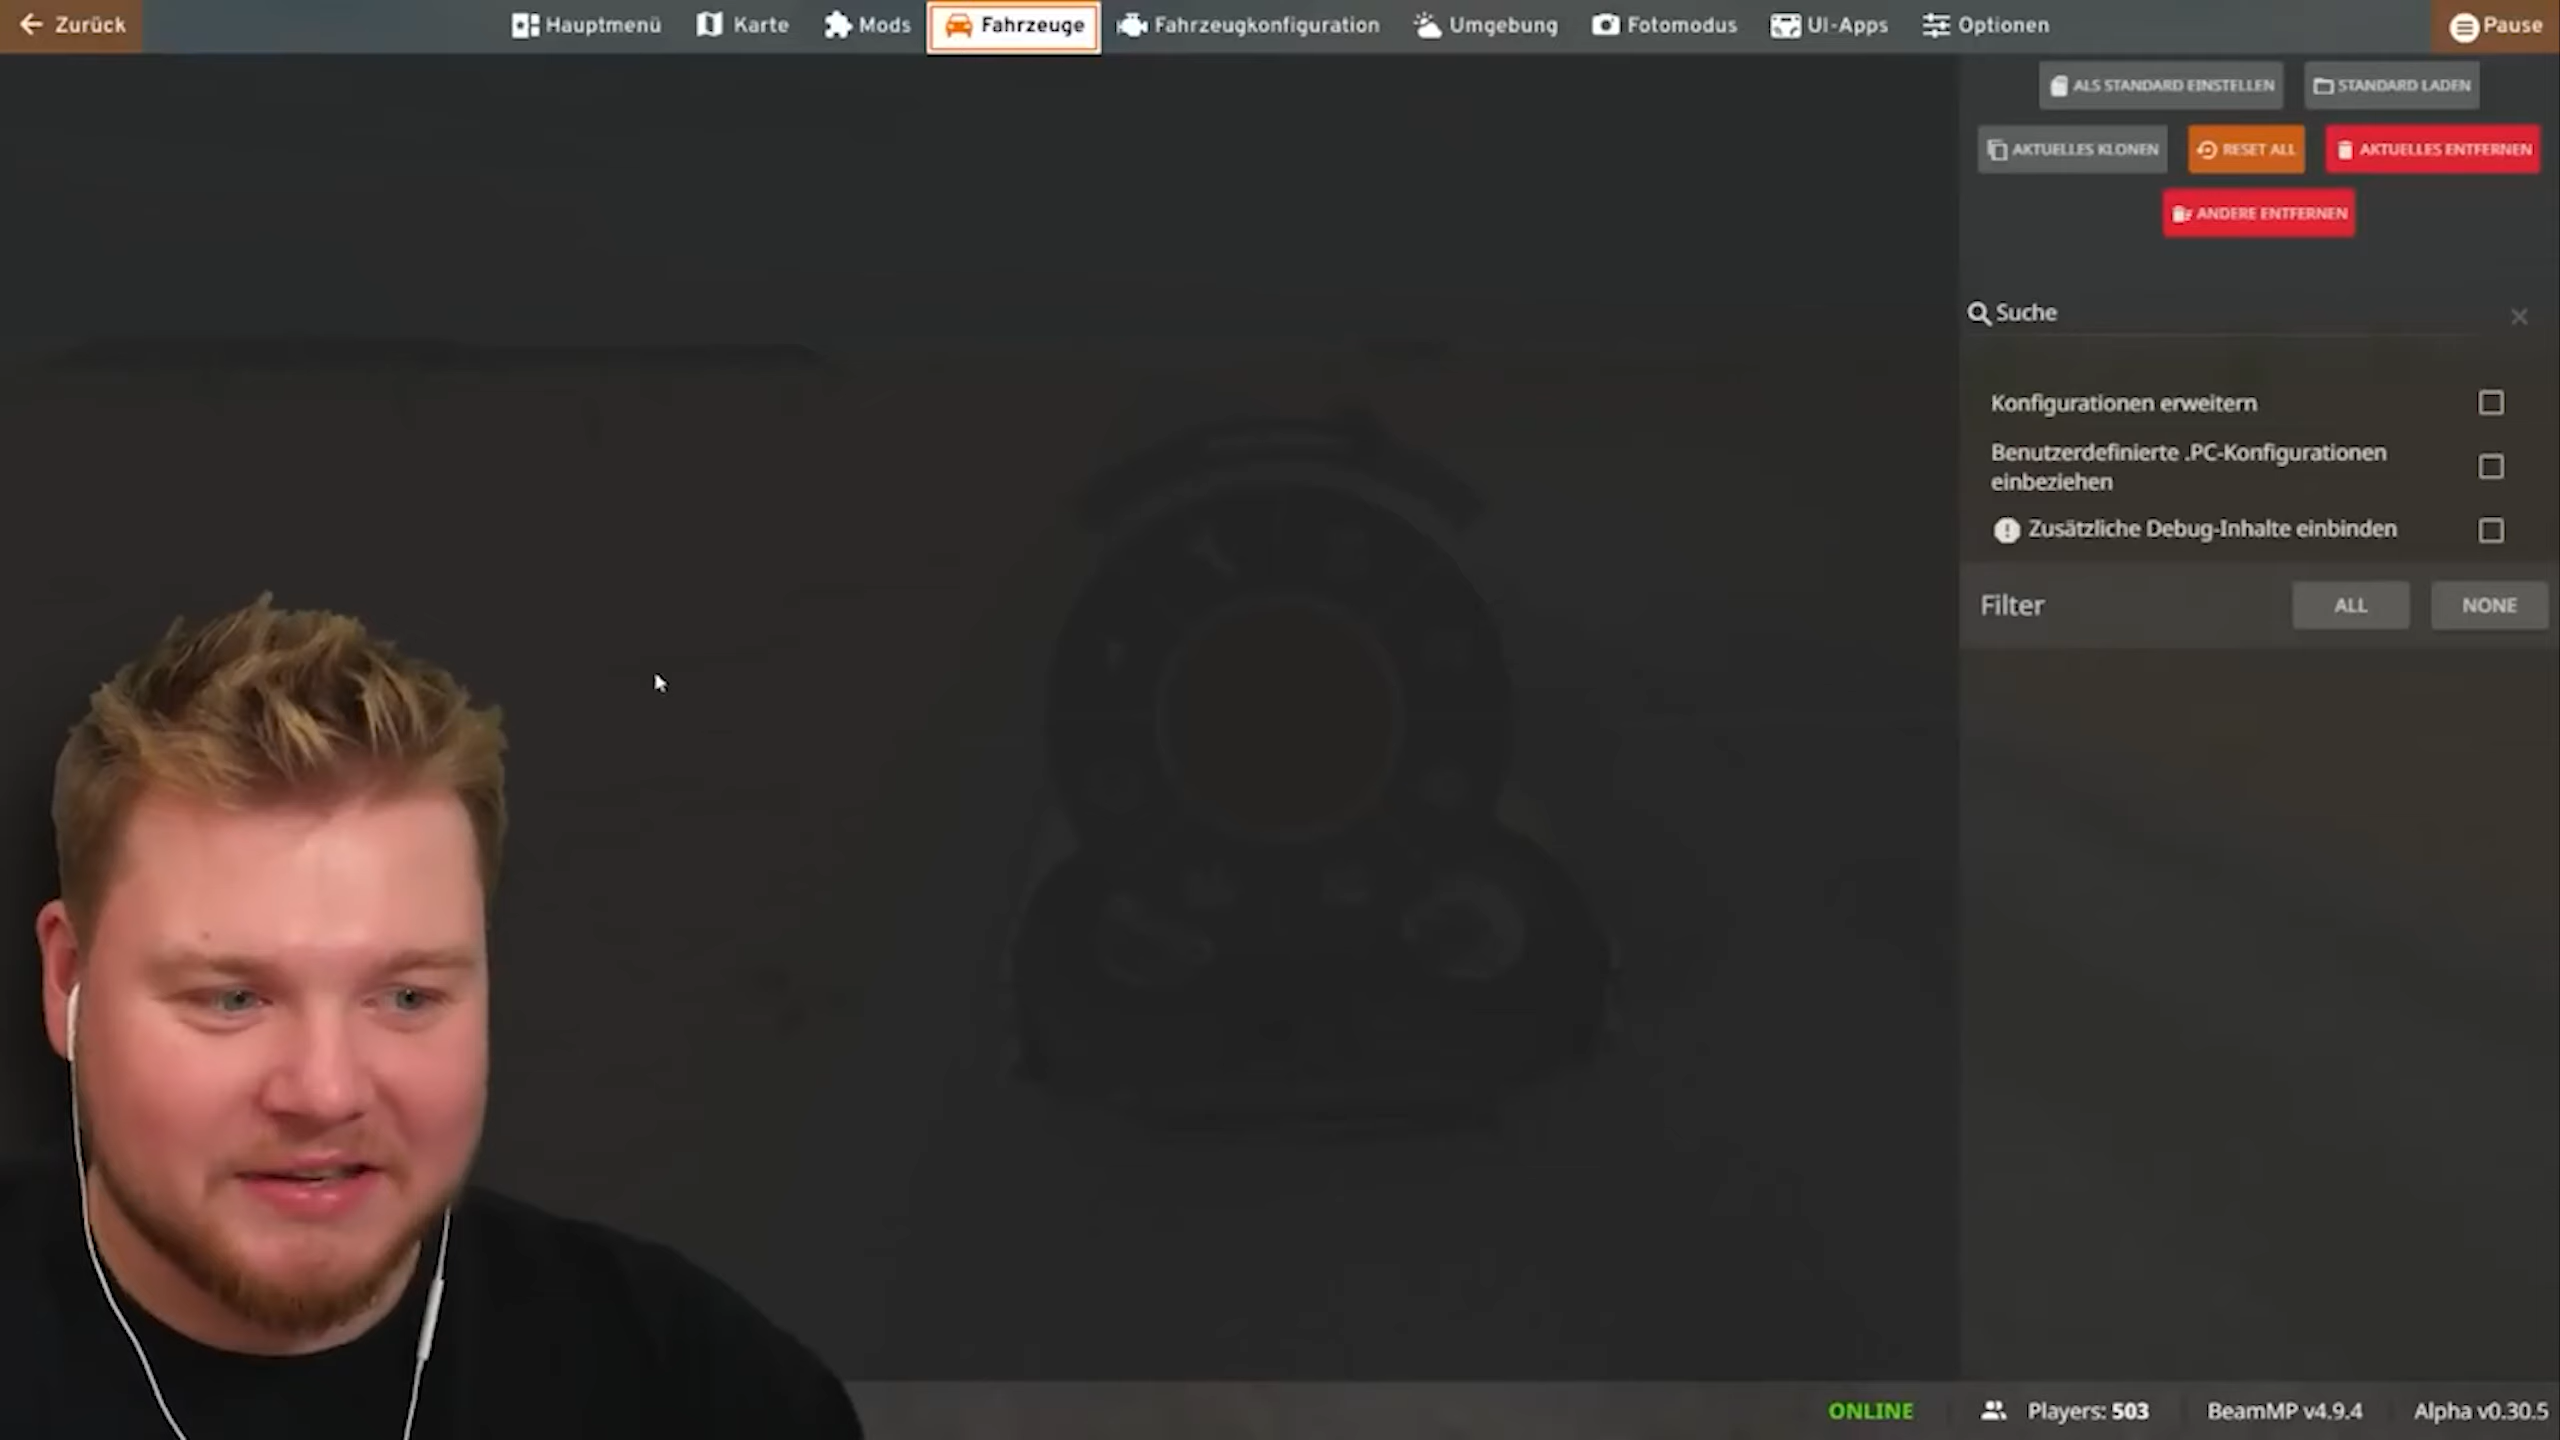 Zurück
Hauptmenü
Karte
Mods
Fahrzeuge
Fahrzeugkonfiguration
Umgebung
Fotomodus
UI-Apps
Optionen
Pause
ALS STANDARD EINSTELLEN
STANDARD LADEN
AKTUELLES KLONEN
RESET ALL
AKTUELLES ENTFERNEN
ANDERE ENTFERNEN
Suche
Konfigurationen erweitern
Benutzerdefinierte .PC-Konfigurationen
einbeziehen
Zusätzliche Debug-Inhalte einbinden
Filter
ALL
NONE
ONLINE
Players: 503
BeamMP v4.9.4
Alpha v0.30.5